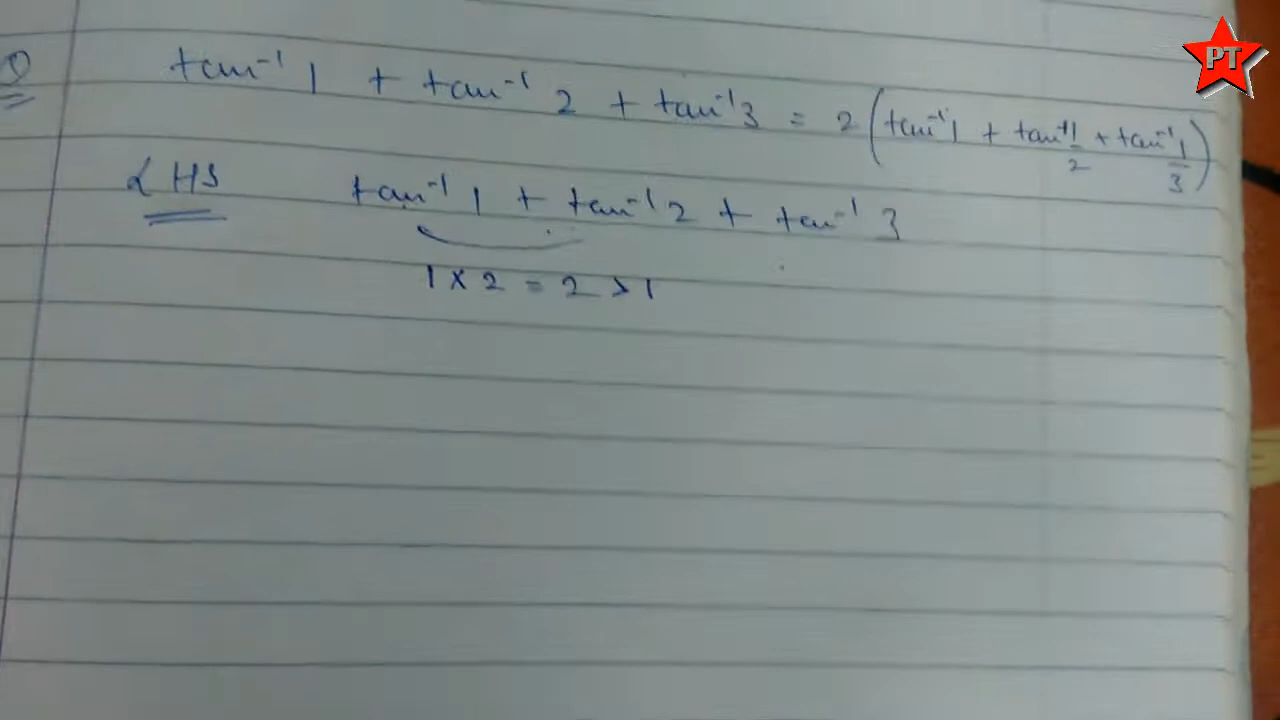 Q tan⁻¹ 1 + tan⁻¹ 2 + tan⁻¹ 3 = 2 (tan⁻¹ 1 + tan⁻¹ 1/2 + tan⁻¹ 1/3)
LHS tan⁻¹ 1 + tan⁻¹ 2 + tan⁻¹ 3
1 x 2 = 2 > 1
PT